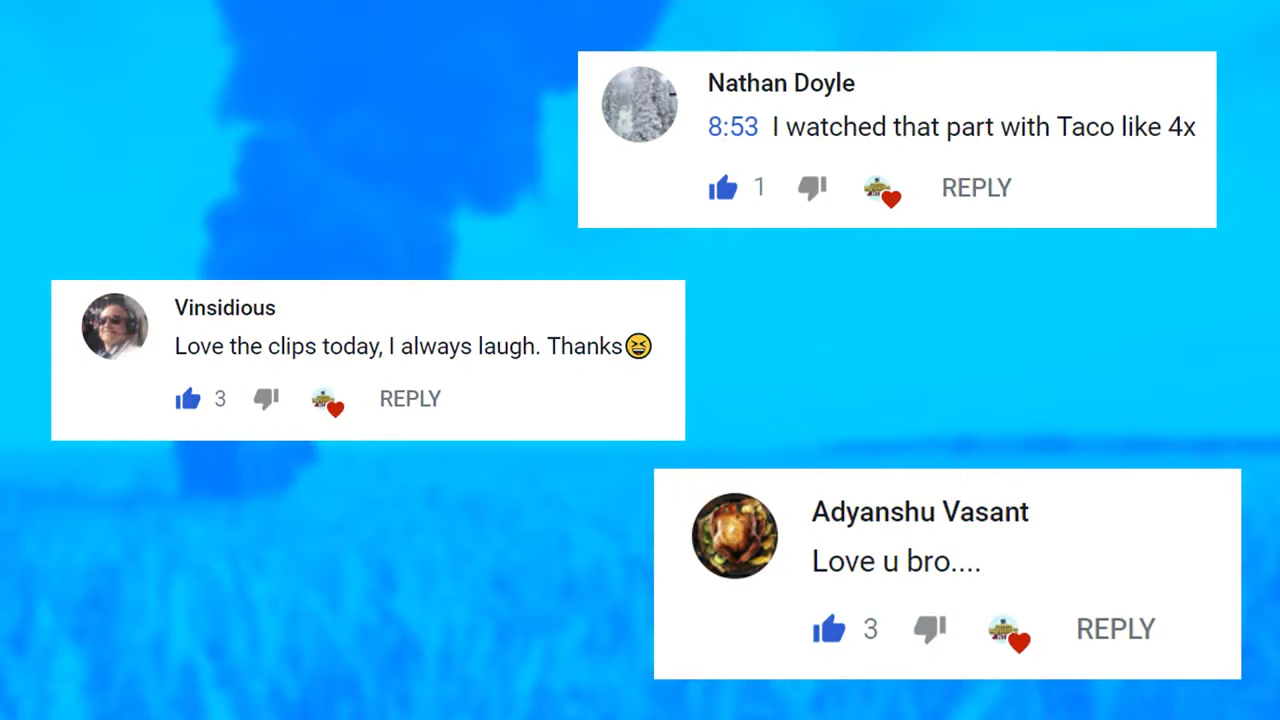 Nathan Doyle
8:53 I watched that part with Taco like 4x
1 REPLY
Vinsidious
Love the clips today, I always laugh. Thanks😆
3 REPLY
Adyanshu Vasant
Love u bro....
3 REPLY